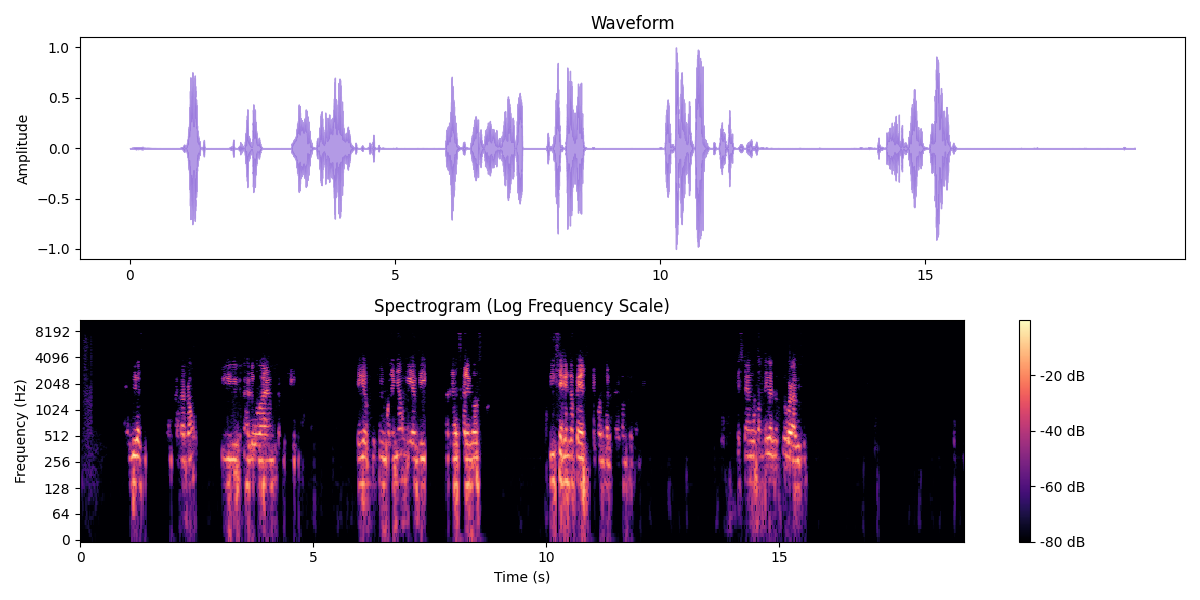 Waveform
Amplitude
1.0
0.5
0.0
−0.5
−1.0
0 5 10 15
Spectrogram (Log Frequency Scale)
Frequency (Hz)
8192
4096
2048
1024
512
256
128
64
0
0 5 10 15
Time (s)
-20 dB
-40 dB
-60 dB
-80 dB